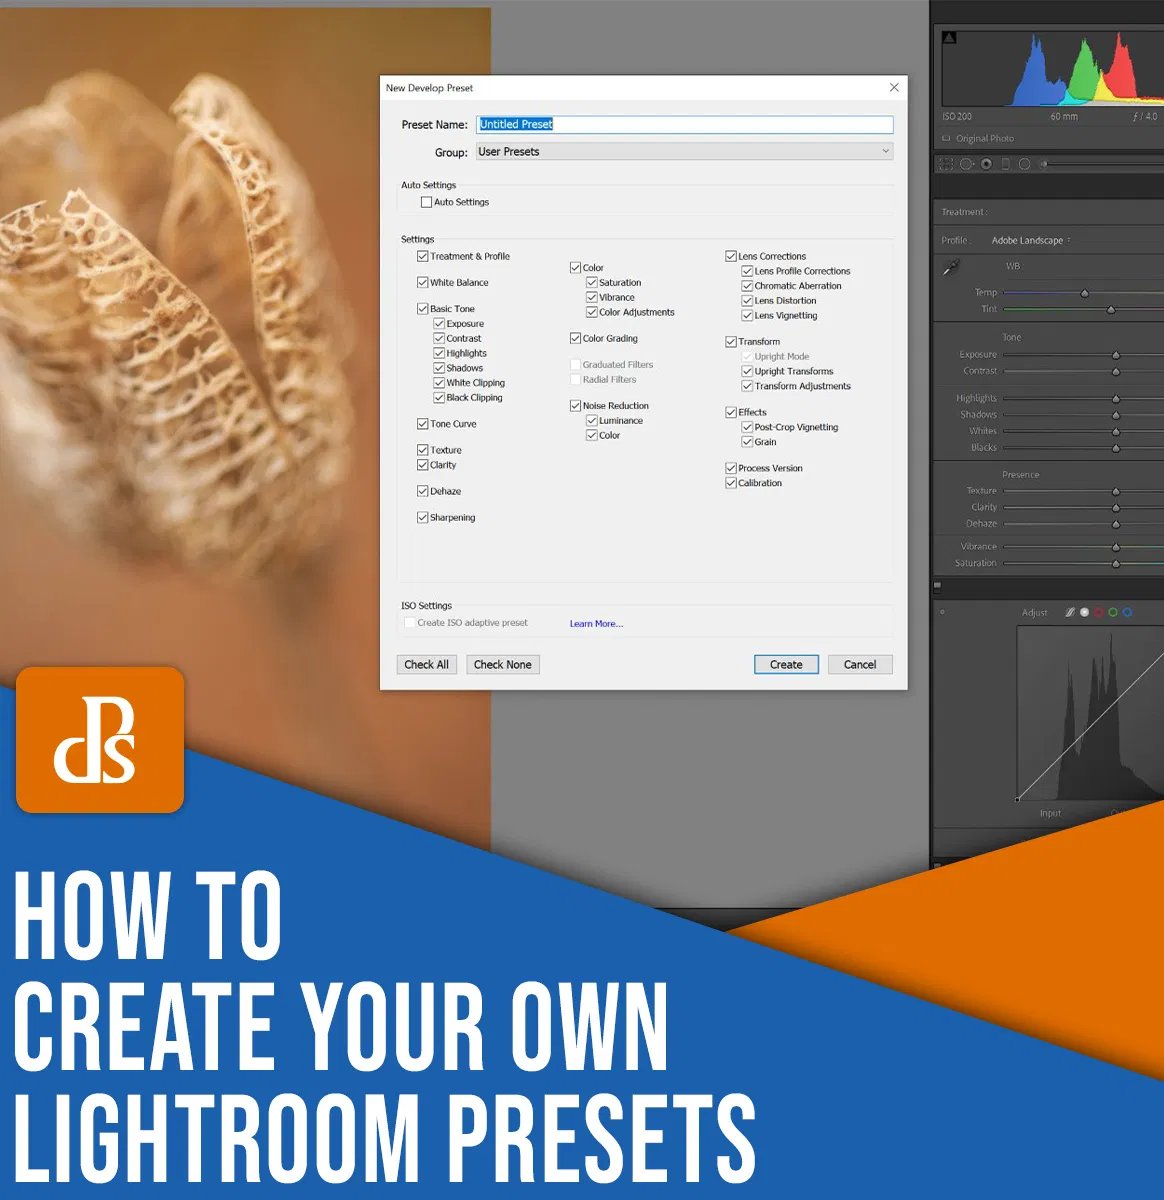 New Develop Preset
Preset Name: Untitled Preset
Group: User Presets
Auto Settings
Auto Settings
Settings
Treatment & Profile
White Balance
Basic Tone
Exposure
Contrast
Highlights
Shadows
White Clipping
Black Clipping
Tone Curve
Texture
Clarity
Dehaze
Sharpening
Color
Saturation
Vibrance
Color Adjustments
Color Grading
Graduated Filters
Radial Filters
Noise Reduction
Luminance
Color
Lens Corrections
Lens Profile Corrections
Chromatic Aberration
Lens Distortion
Lens Vignetting
Transform
Upright Mode
Upright Transforms
Transform Adjustments
Effects
Post-Crop Vignetting
Grain
Process Version
Calibration
ISO Settings
Create ISO adaptive preset Learn More...
Check All Check None Create Cancel
ISO 200 60 mm ƒ / 4.0
Original Photo
Treatment :
Profile : Adobe Landscape
WB
Temp
Tint
Tone
Exposure
Contrast
Highlights
Shadows
Whites
Blacks
Presence
Texture
Clarity
Dehaze
Vibrance
Saturation
Adjust
Input
dPs
HOW TO
CREATE YOUR OWN
LIGHTROOM PRESETS